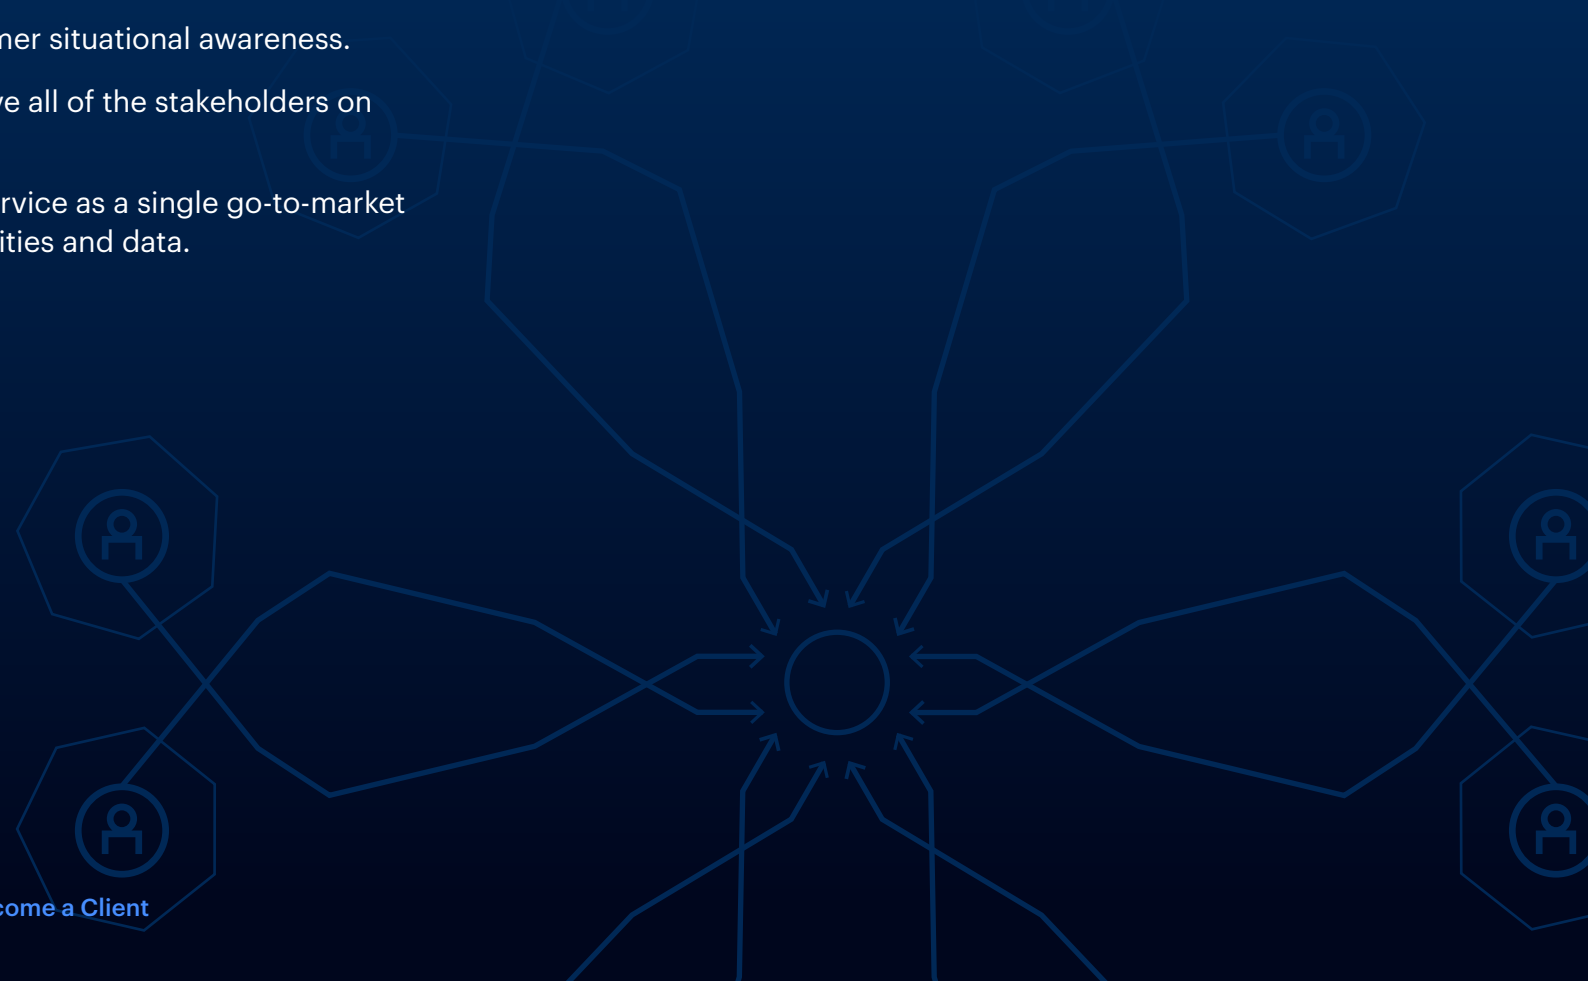 mer situational awareness.
ve all of the stakeholders on
rvice as a single go-to-market
ities and data.
come a Client